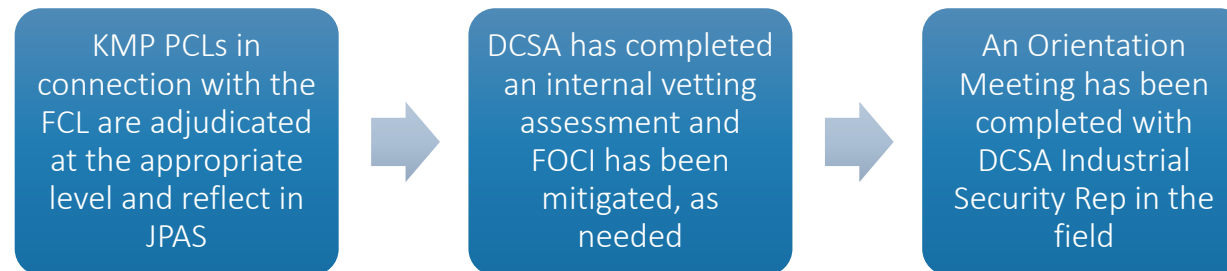 KMP PCLs in
connection with the
FCL are adjudicated
at the appropriate
level and reflect in
JPAS
DCSA has completed
an internal vetting
assessment and
FOCI has been
mitigated, as
needed
An Orientation
Meeting has been
completed with
DCSA Industrial
Security Rep in the
field